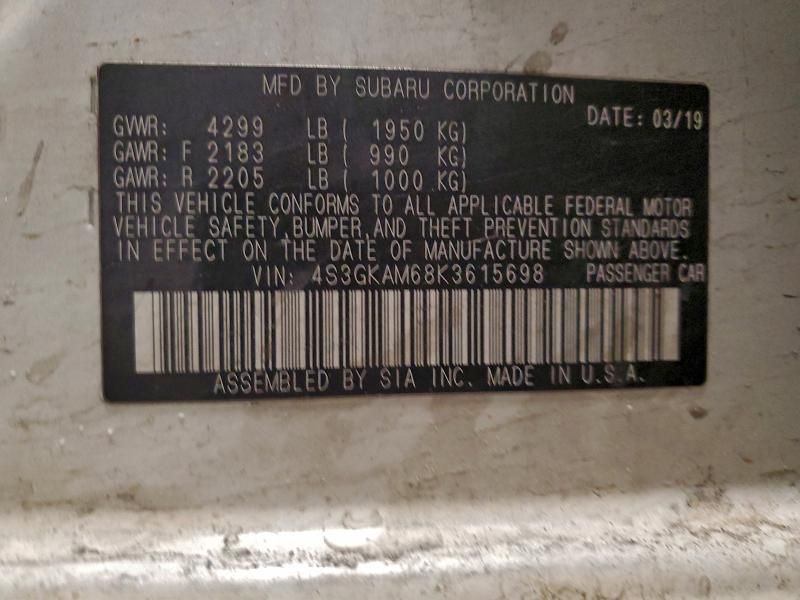 MFD BY SUBARU CORPORATION
DATE: 03/19
GVWR: 4299 LB ( 1950 KG)
GAWR: F 2183 LB ( 990 KG)
GAWR: R 2205 LB ( 1000 KG)
THIS VEHICLE CONFORMS TO ALL APPLICABLE FEDERAL MOTOR
VEHICLE SAFETY,BUMPER,AND THEFT PREVENTION STANDARDS
IN EFFECT ON THE DATE OF MANUFACTURE SHOWN ABOVE.
VIN: 4S3GKAM68K3615698 PASSENGER CAR
ASSEMBLED BY SIA INC. MADE IN U.S.A.